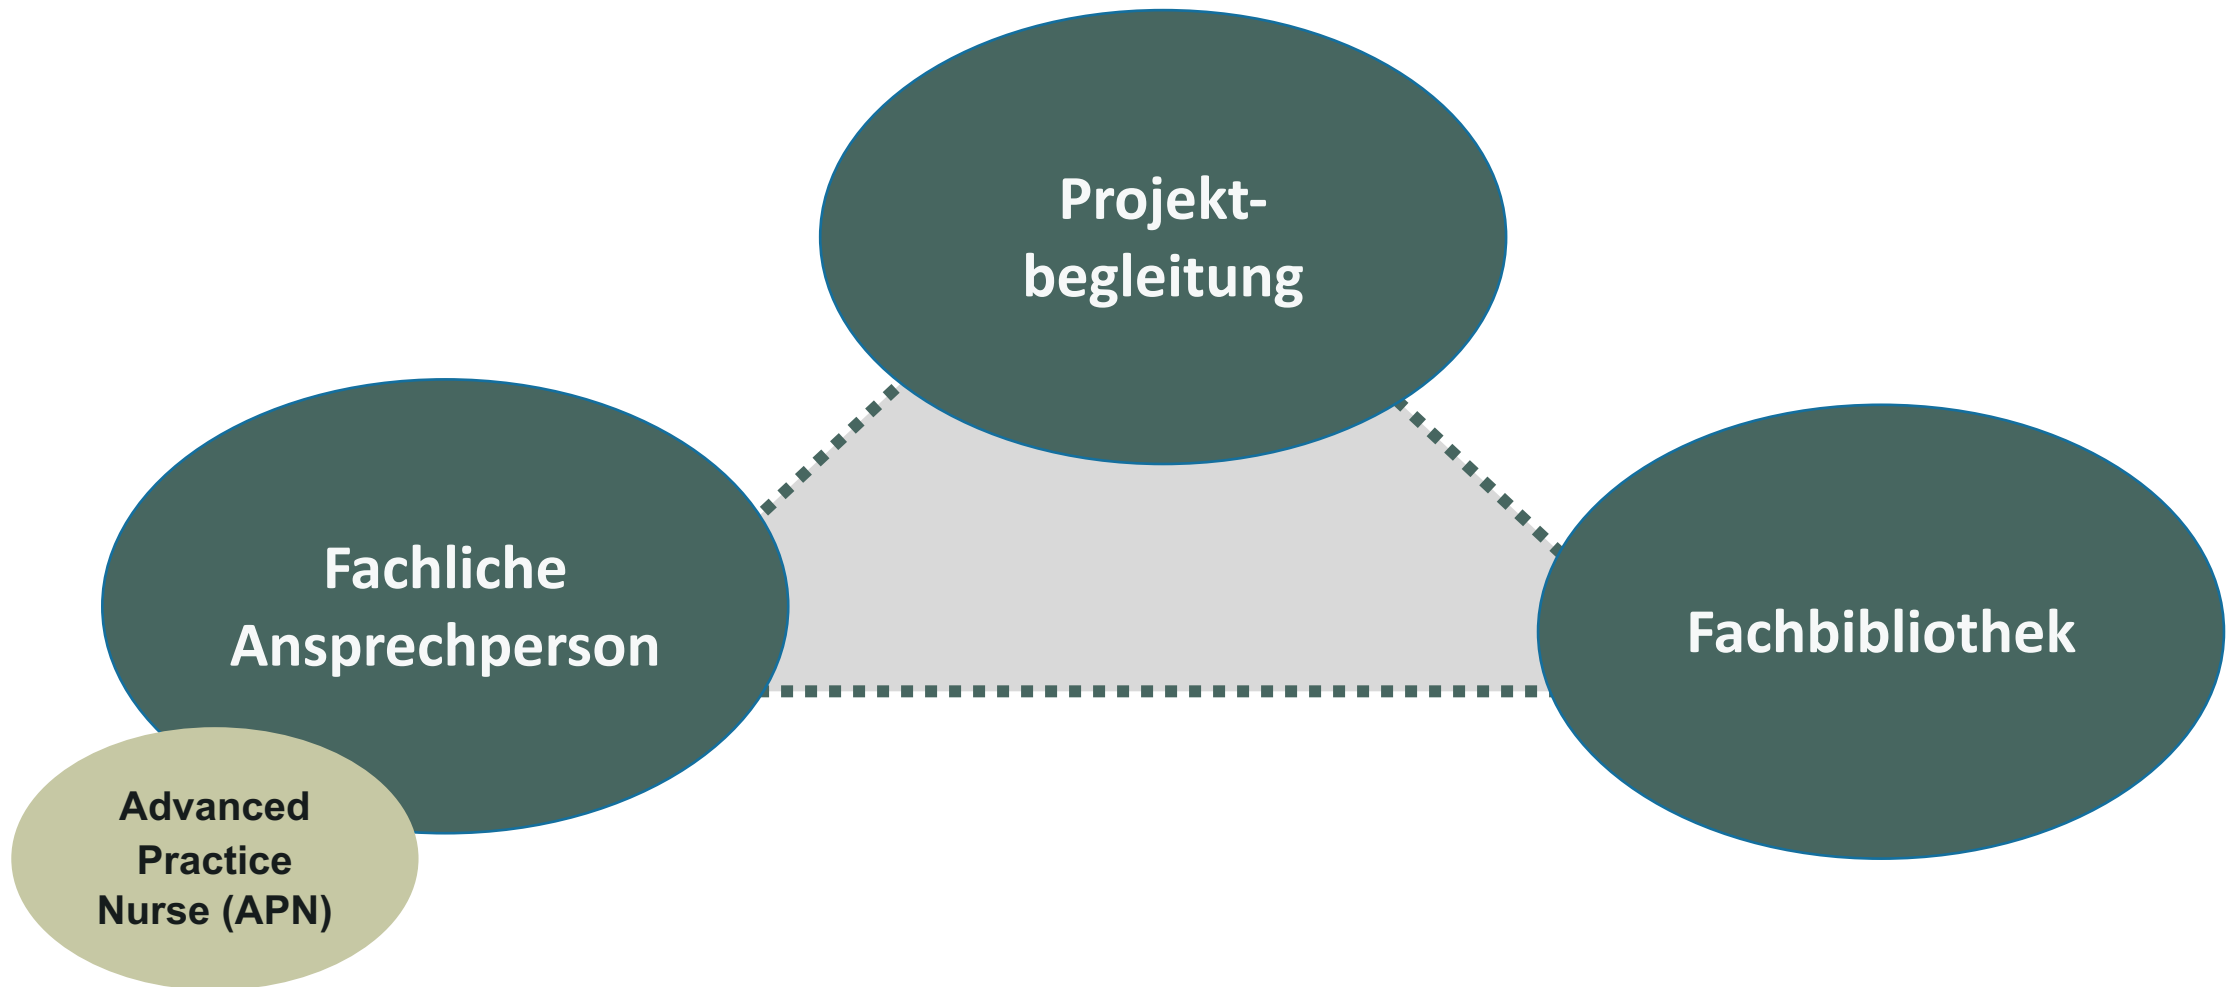 Projekt-
begleitung
Fachliche
Ansprechperson
Fachbibliothek
Advanced
Practice
Nurse (APN)